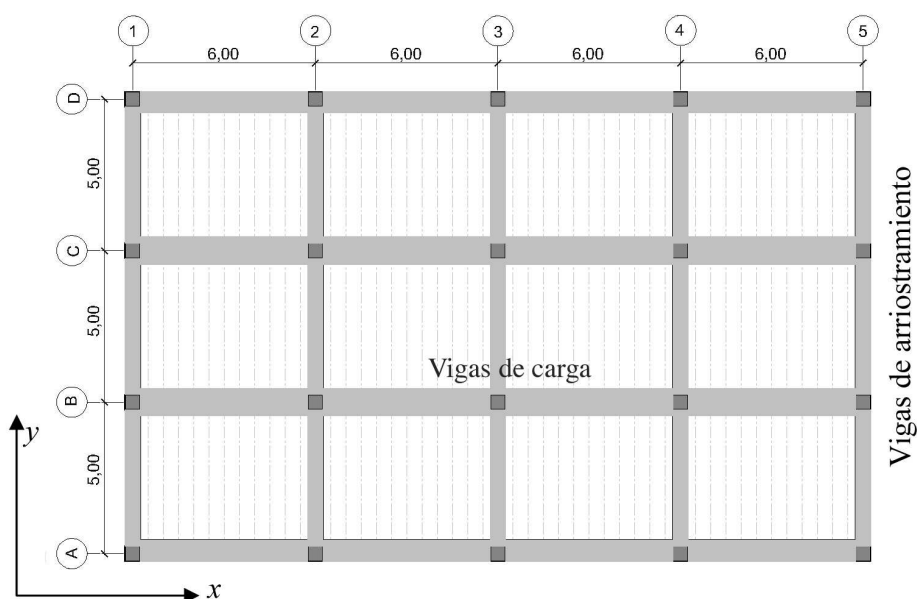 1 2 3 4 5
6,00 6,00 6,00 6,00
D
5,00
C
5,00
Vigas de carga
B
5,00
A
Vigas de arriostramiento
y
x